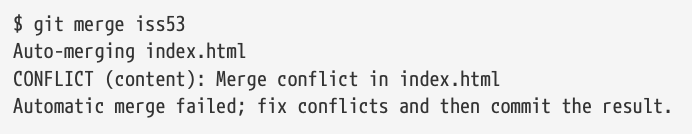 $ git merge iss53
Auto-merging index.html
CONFLICT (content): Merge conflict in index.html
Automatic merge failed; fix conflicts and then commit the result.